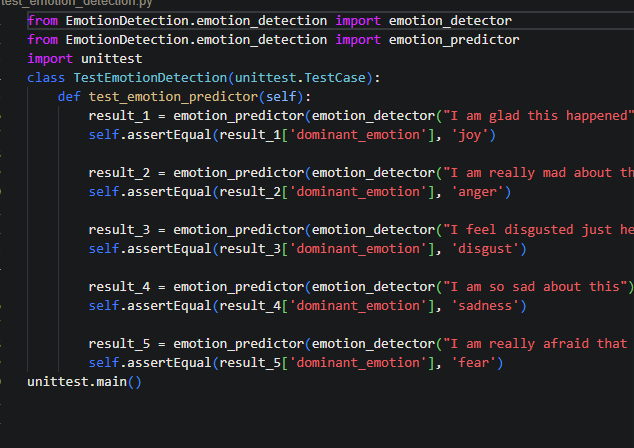 test_emotion_detection.py
from EmotionDetection.emotion_detection import emotion_detector
from EmotionDetection.emotion_detection import emotion_predictor
import unittest
class TestEmotionDetection(unittest.TestCase):
    def test_emotion_predictor(self):
        result_1 = emotion_predictor(emotion_detector("I am glad this happened"
        self.assertEqual(result_1['dominant_emotion'], 'joy')
        result_2 = emotion_predictor(emotion_detector("I am really mad about th
        self.assertEqual(result_2['dominant_emotion'], 'anger')
        result_3 = emotion_predictor(emotion_detector("I feel disgusted just he
        self.assertEqual(result_3['dominant_emotion'], 'disgust')
        result_4 = emotion_predictor(emotion_detector("I am so sad about this")
        self.assertEqual(result_4['dominant_emotion'], 'sadness')
        result_5 = emotion_predictor(emotion_detector("I am really afraid that
        self.assertEqual(result_5['dominant_emotion'], 'fear')
unittest.main()